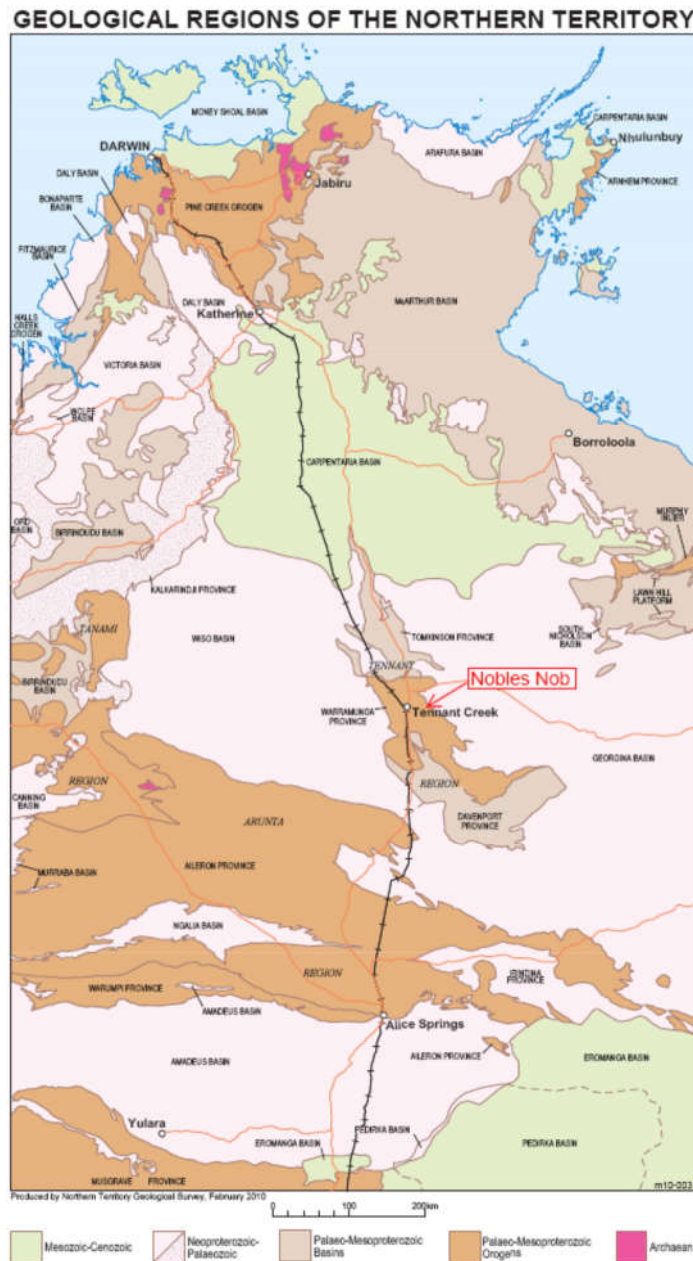 GEOLOGICAL REGIONS OF THE NORTHERN TERRITORY
MONEY SHOAL BASIN
CARPENTARIA BASIN
DARWIN
Nhulunbuy
DALY BASIN
ARAFURA BASIN
Jabiru
ARNHEM PROVINCE
BONAPARTE
BASIN
PINE CREEK OROGEN
FITZMAURICE
BASIN
DALY BASIN
McARTHUR BASIN
Katherine
HALLS
CREEK
OROGEN
VICTORIA BASIN
WOLFE
BASIN
Borroloola
CARPENTARIA BASIN
MURPHY
INLIER
ORD
BASIN
BIRRINDUDU BASIN
KALKARINDJI PROVINCE
LAWN HILL
PLATFORM
TANAMI
WISO BASIN
TOMKINSON PROVINCE
SOUTH
NICHOLSON
BASIN
BIRRINDUDU
BASIN
TENNANT
Nobles Nob
WARRAMUNGA
PROVINCE
Tennant Creek
GEORGINA BASIN
REGION
REGION
CANNING
BASIN
DAVENPORT
PROVINCE
ARUNTA
AILERON PROVINCE
MURRABA BASIN
NGALIA BASIN
REGION
IRINDINA
PROVINCE
WARUMPI PROVINCE
AMADEUS BASIN
Alice Springs
AILERON PROVINCE
EROMANGA BASIN
AMADEUS BASIN
Yulara
PEDIRKA BASIN
EROMANGA BASIN
PEDIRKA BASIN
MUSGRAVE PROVINCE
m10-003
Produced by Northern Territory Geological Survey, February 2010
0 100 200km
Mesozoic-Cenozoic
Neoproterozoic-
Palaeozoic
Palaeo-Mesoproterozoic
Basins
Palaeo-Mesoproterozoic
Orogens
Archaean